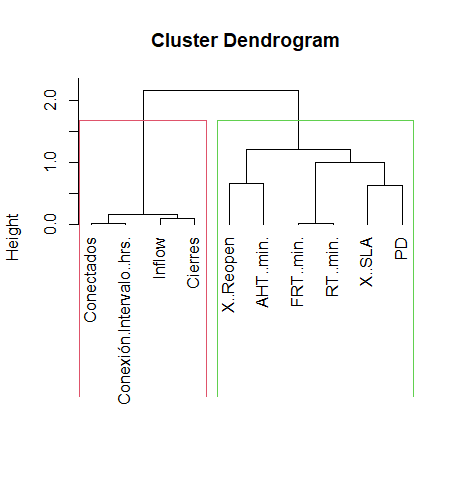 Cluster Dendrogram
Height
2.0
1.0
0.0
Conectados
Conexión.Intervalo..hrs.
Inflow
Cierres
X..Reopen
AHT..min.
FRT..min.
RT..min.
X..SLA
PD